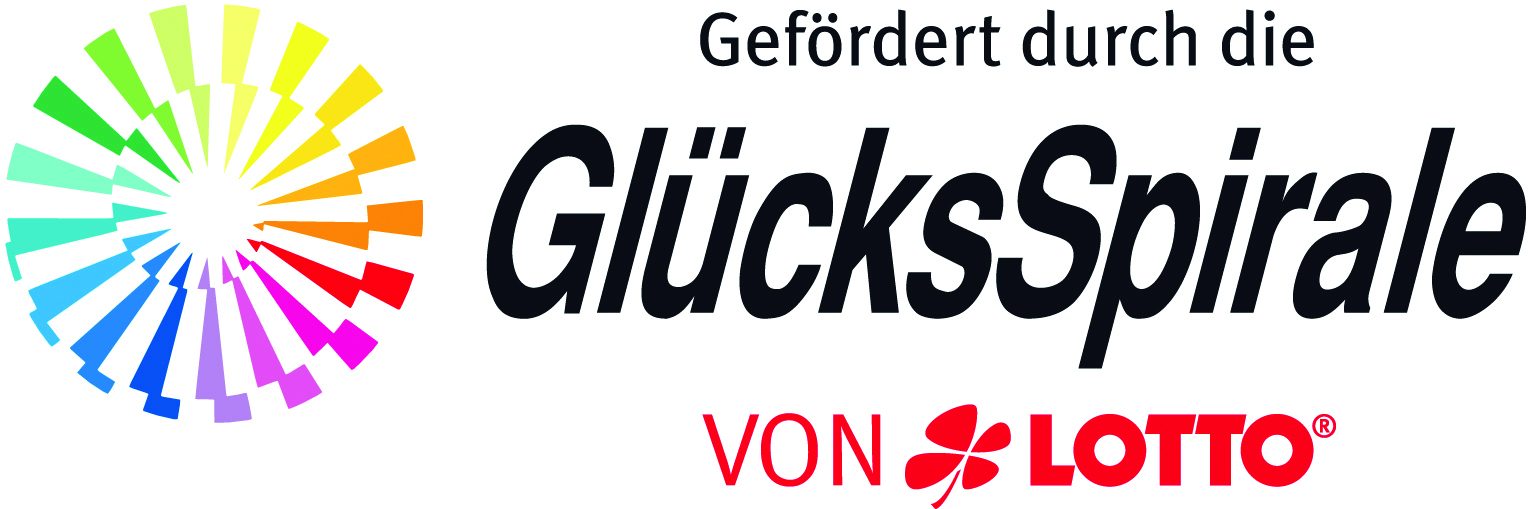 Gefördert durch die
GlücksSpirale
VON LOTTO®